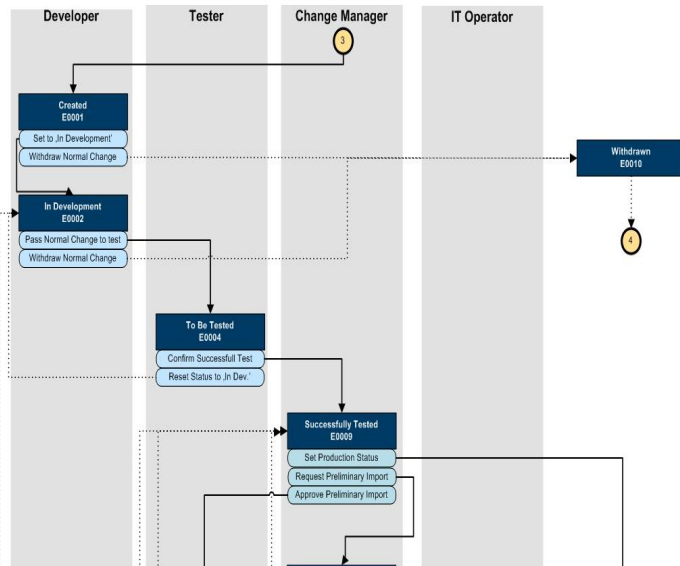 Developer
Tester
Change Manager
IT Operator
3
Created
E0001
Set to ‚In Development'
Withdraw Normal Change
Withdrawn
E0010
In Development
E0002
Pass Normal Change to test
Withdraw Normal Change
4
To Be Tested
E0004
Confirm Successfull Test
Reset Status to ‚In Dev.'
Successfully Tested
E0009
Set Production Status
Request Preliminary Import
Approve Preliminary Import